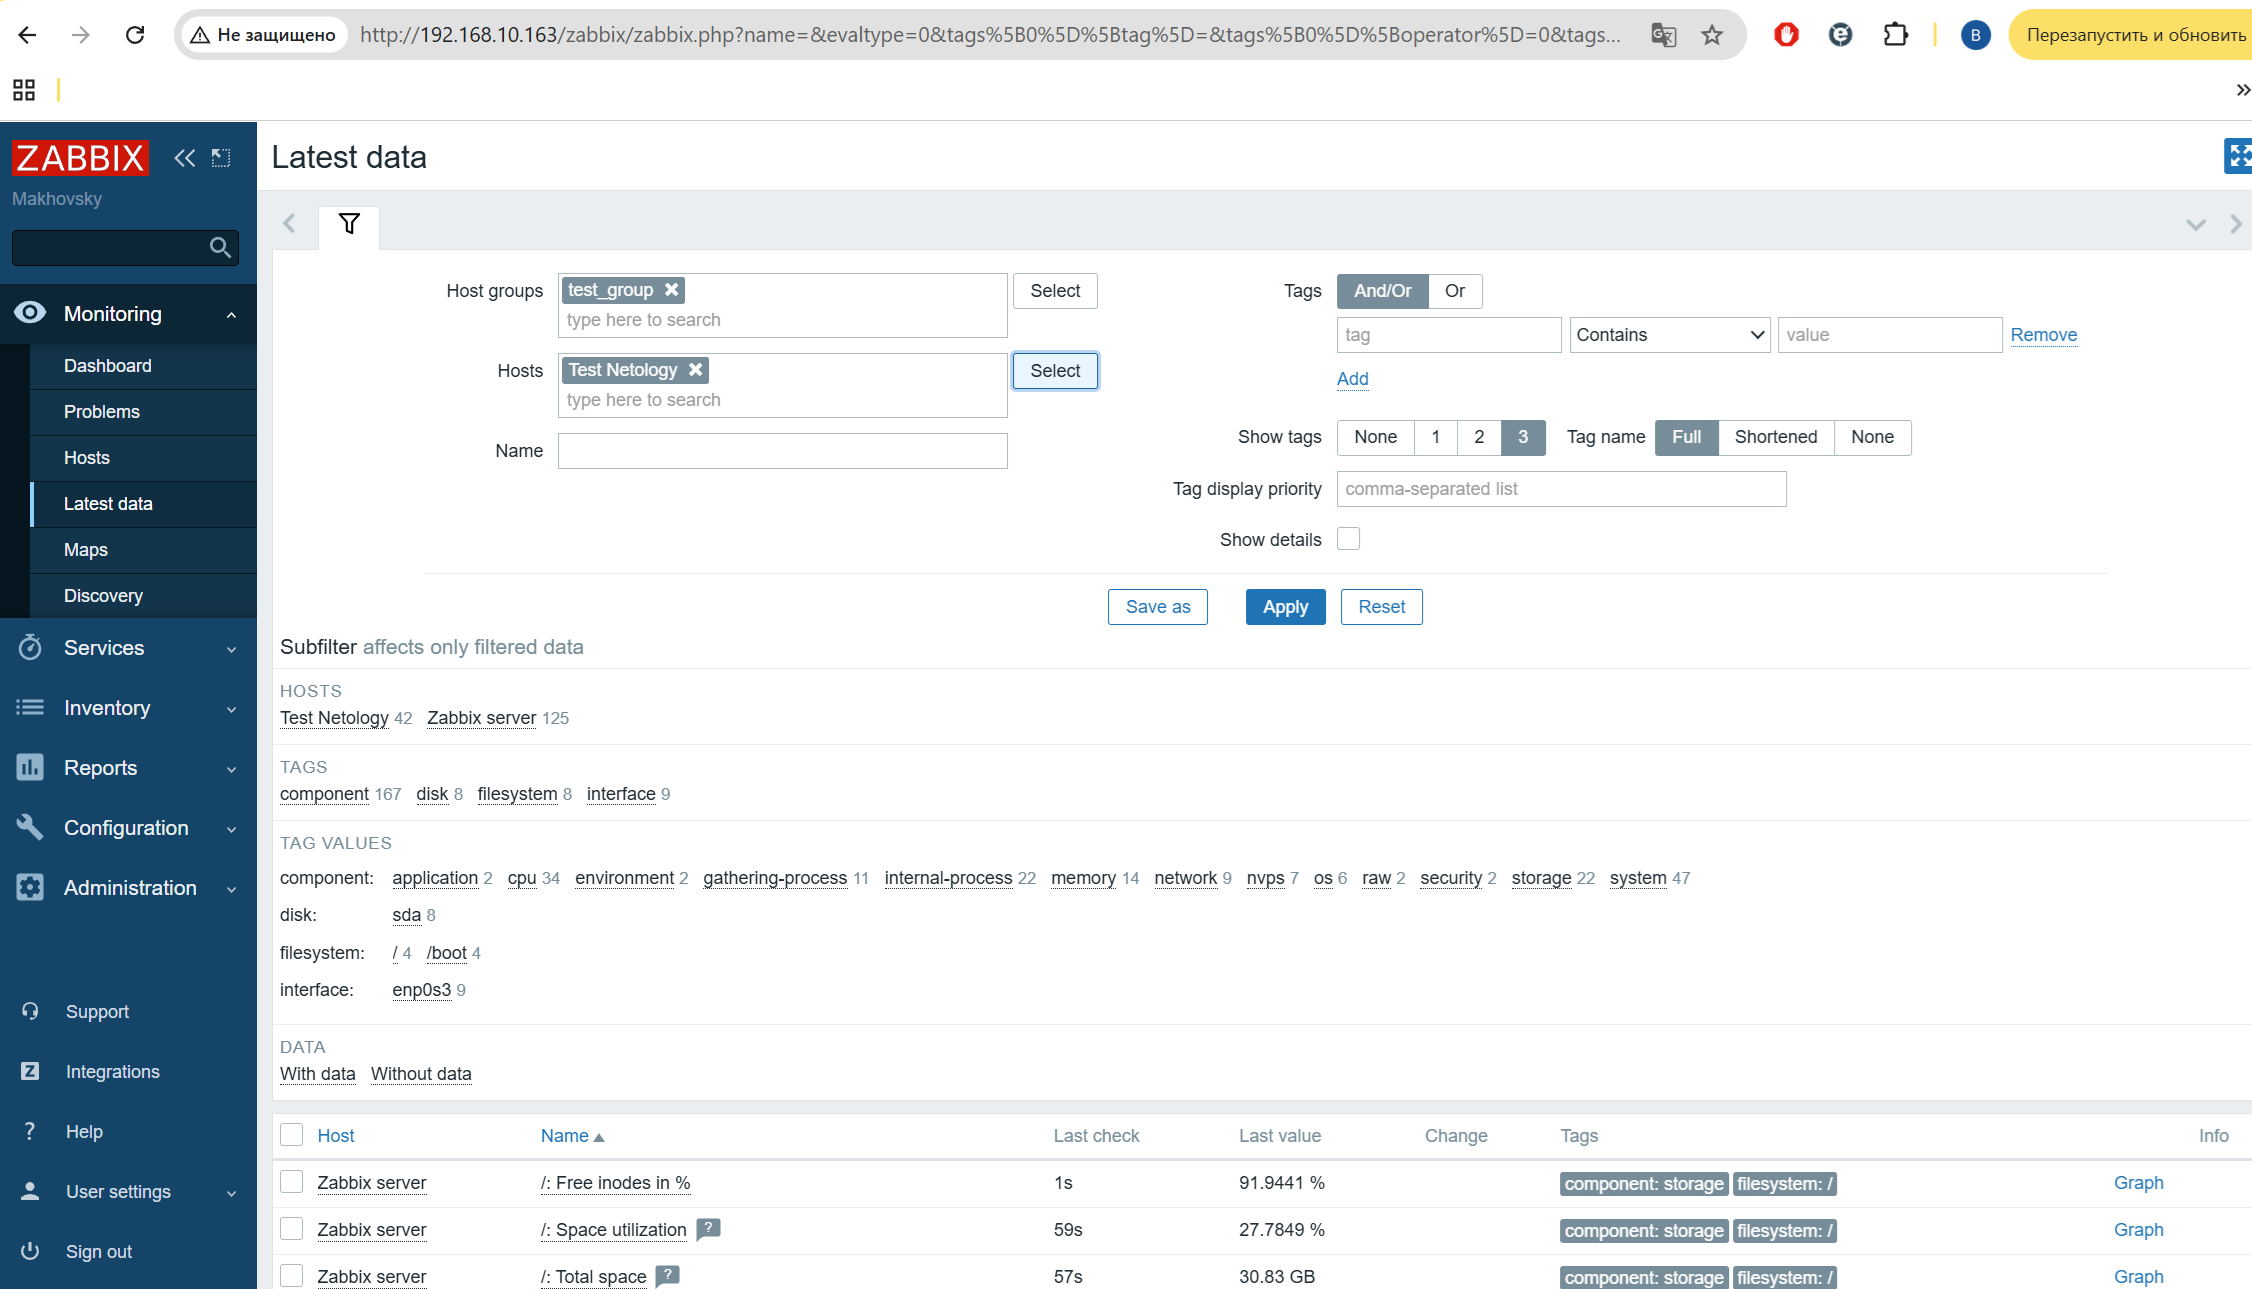 Не защищено http://192.168.10.163/zabbix/zabbix.php?name=&evaltype=0&tags%5B0%5D%5Btag%5D=&tags%5B0%5D%5Boperator%5D=0&tags... B Перезапустить и обновить
»
ZABBIX
Makhovsky
Monitoring
Dashboard
Problems
Hosts
Latest data
Maps
Discovery
Services
Inventory
Reports
Configuration
Administration
Support
Z Integrations
? Help
User settings
Sign out
Latest data
Host groups test_group Select
type here to search
Hosts Test Netology Select
type here to search
Name
Tags And/Or Or
tag Contains value Remove
Add
Show tags None 1 2 3 Tag name Full Shortened None
Tag display priority comma-separated list
Show details
Save as Apply Reset
Subfilter affects only filtered data
HOSTS
Test Netology 42 Zabbix server 125
TAGS
component 167 disk 8 filesystem 8 interface 9
TAG VALUES
component: application 2 cpu 34 environment 2 gathering-process 11 internal-process 22 memory 14 network 9 nvps 7 os 6 raw 2 security 2 storage 22 system 47
disk: sda 8
filesystem: / 4 /boot 4
interface: enp0s3 9
DATA
With data Without data
Host Name Last check Last value Change Tags Info
Zabbix server /: Free inodes in % 1s 91.9441 % component: storage filesystem: / Graph
Zabbix server /: Space utilization ? 59s 27.7849 % component: storage filesystem: / Graph
Zabbix server /: Total space ? 57s 30.83 GB component: storage filesystem: / Graph